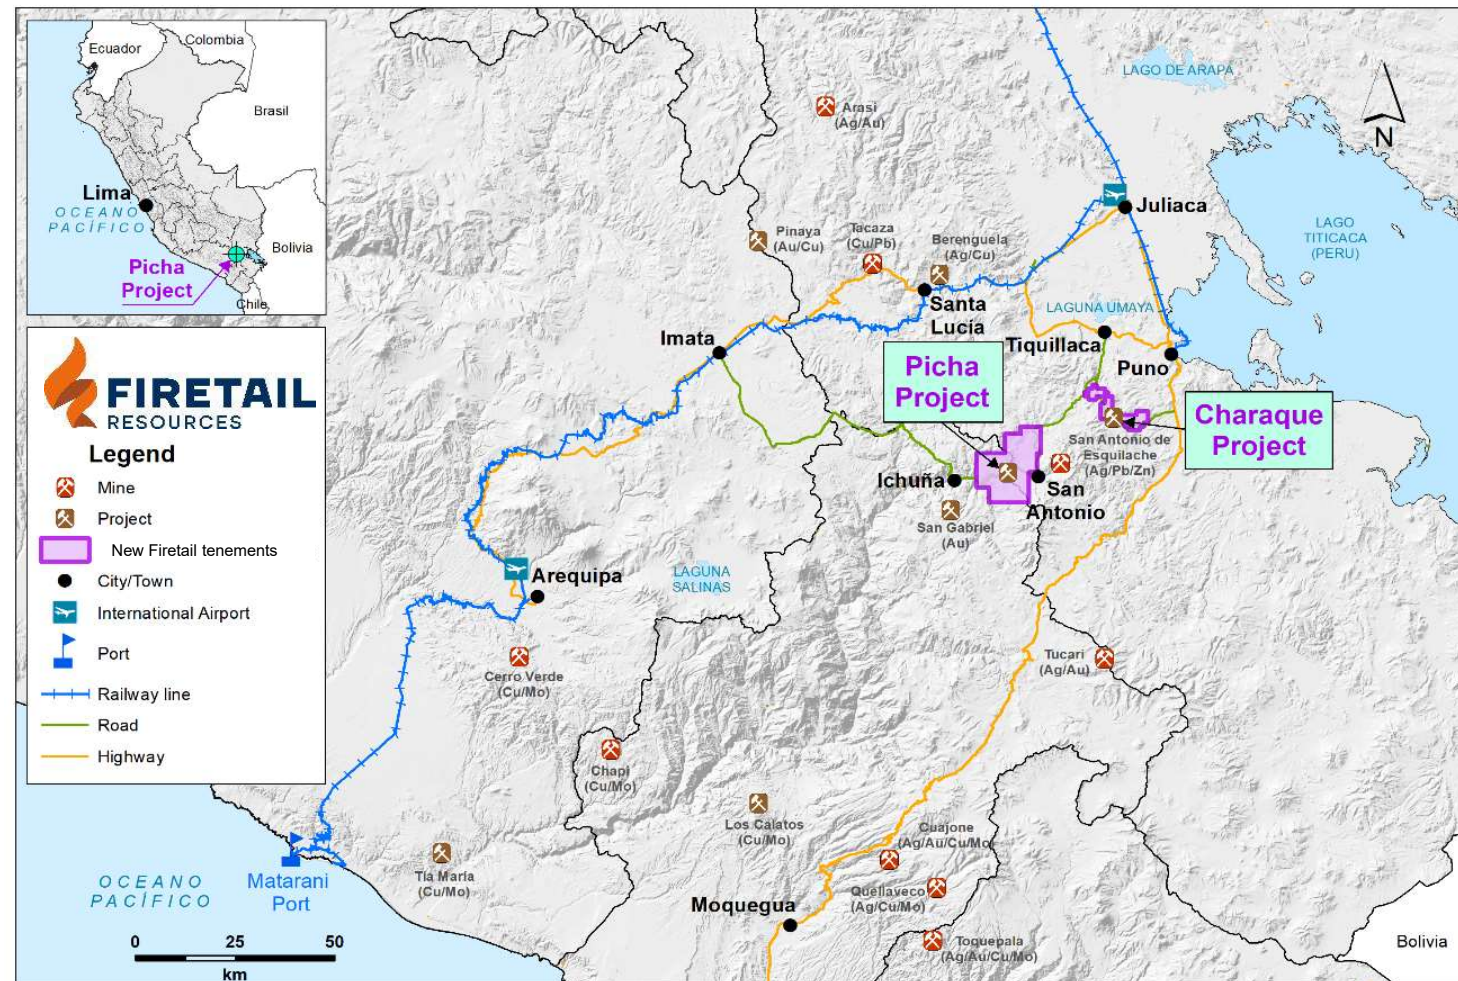 Colombia
Ecuador
Brasil
Lima
OCEANO
PACÍFICO
Bolivia
Picha
Project
Chile
FIRETAIL
RESOURCES
Legend
Mine
Project
New Firetail tenements
City/Town
International Airport
Port
Railway line
Road
Highway
LAGO DE ARAPA
N
Arasi
(Ag/Au)
Juliaca
LAGO
TITICACA
(PERU)
Pinaya
(Au/Cu)
Tacaza
(Cu/Pb)
Berenguela
(Ag/Cu)
Santa
Lucía
LAGUNA UMAYA
Imata
Tiquillaca
Puno
Picha
Project
Charaque
Project
San Antonio de
Esquilache
(Ag/Pb/Zn)
Ichuña
San
Antonio
San Gabriel
(Au)
Arequipa
LAGUNA
SALINAS
Cerro Verde
(Cu/Mo)
Tucari
(Ag/Au)
Chapi
(Cu/Mo)
Los Calatos
(Cu/Mo)
Cuajone
(Ag/Au/Cu/Mo)
Tia Maria
(Cu/Mo)
Quellaveco
(Ag/Cu/Mo)
Matarani
Port
OCEANO
PACÍFICO
Moquegua
Toquepala
(Ag/Au/Cu/Mo)
Bolivia
0 25 50
km